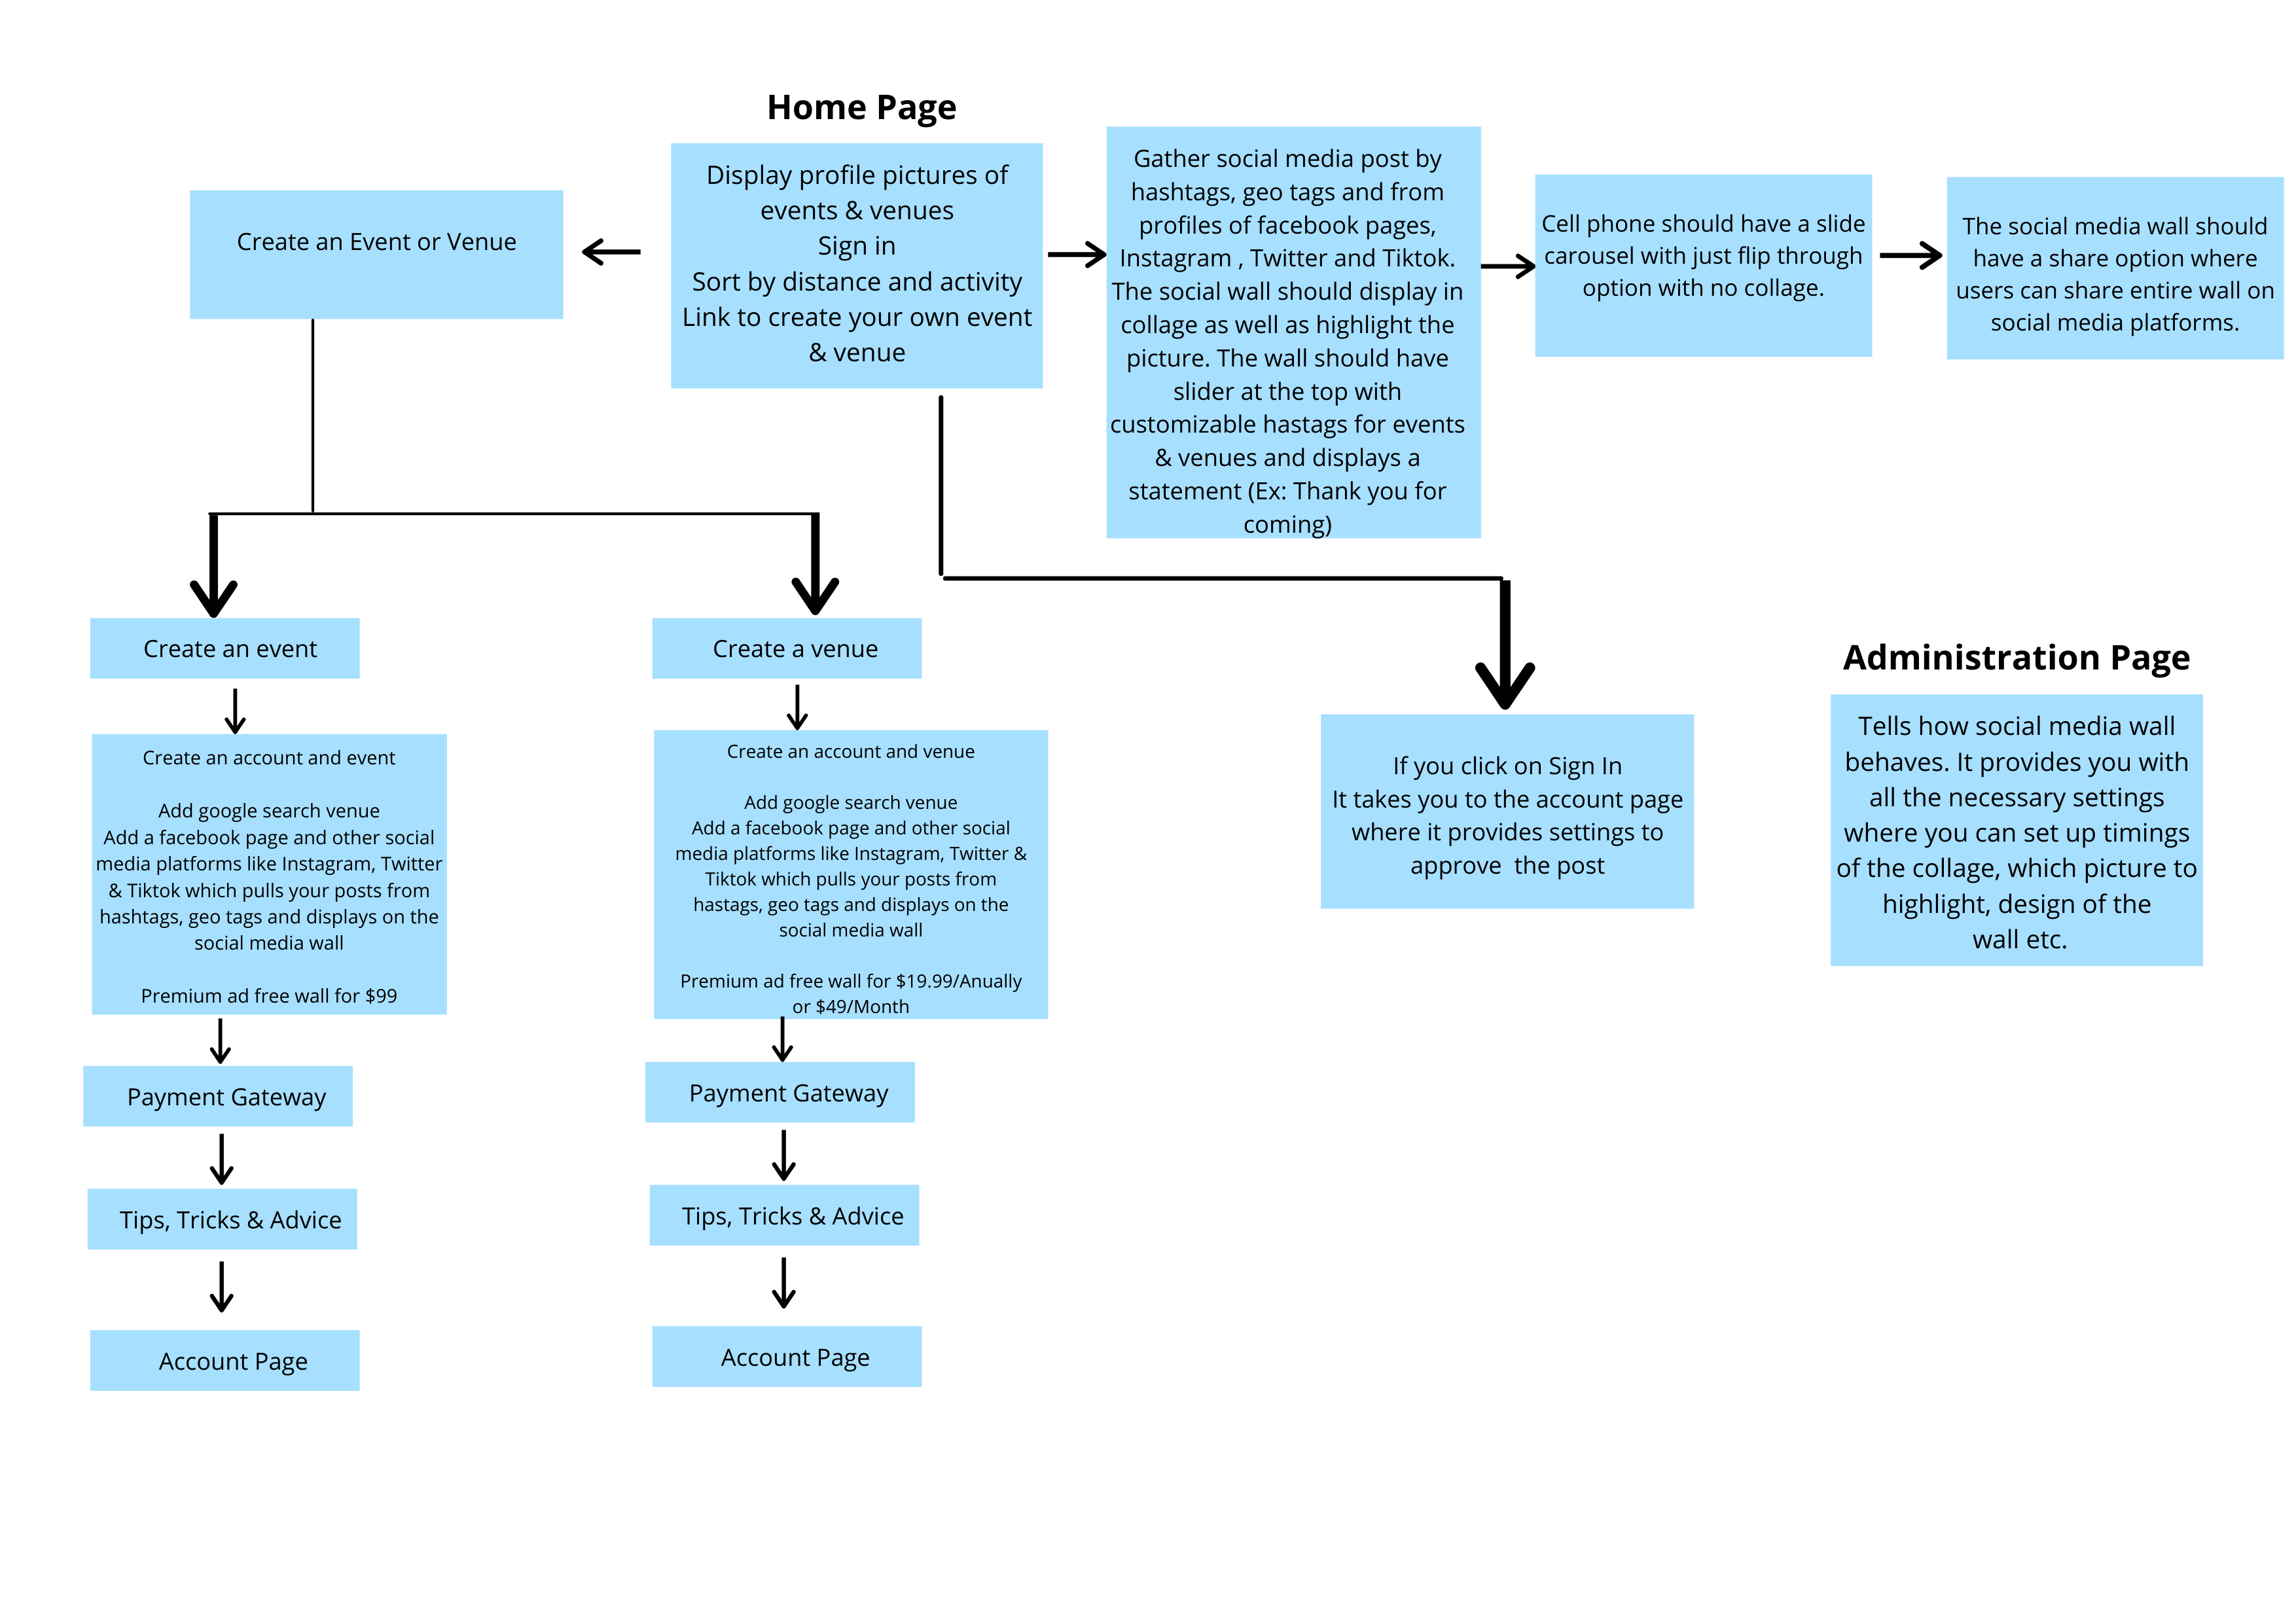 Home Page
Display profile pictures of
events & venues
Sign in
Sort by distance and activity
Link to create your own event
& venue
Create an Event or Venue
Gather social media post by
hashtags, geo tags and from
profiles of facebook pages,
Instagram , Twitter and Tiktok.
The social wall should display in
collage as well as highlight the
picture. The wall should have
slider at the top with
customizable hastags for events
& venues and displays a
statement (Ex: Thank you for
coming)
Cell phone should have a slide
carousel with just flip through
option with no collage.
The social media wall should
have a share option where
users can share entire wall on
social media platforms.
Create an event
Create an account and event
Add google search venue
Add a facebook page and other social
media platforms like Instagram, Twitter
& Tiktok which pulls your posts from
hashtags, geo tags and displays on the
social media wall
Premium ad free wall for $99
Payment Gateway
Tips, Tricks & Advice
Account Page
Create a venue
Create an account and venue
Add google search venue
Add a facebook page and other social
media platforms like Instagram, Twitter &
Tiktok which pulls your posts from
hastags, geo tags and displays on the
social media wall
Premium ad free wall for $19.99/Anually
or $49/Month
Payment Gateway
Tips, Tricks & Advice
Account Page
If you click on Sign In
It takes you to the account page
where it provides settings to
approve  the post
Administration Page
Tells how social media wall
behaves. It provides you with
all the necessary settings
where you can set up timings
of the collage, which picture to
highlight, design of the
wall etc.